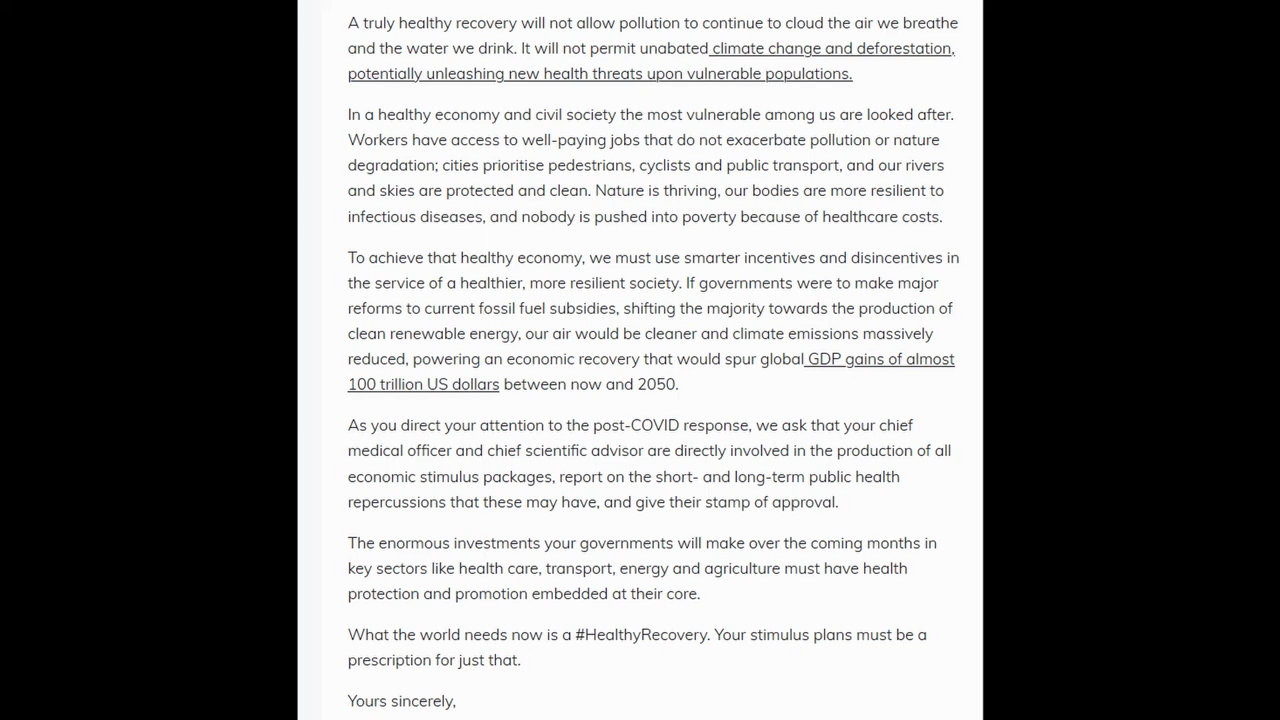 A truly healthy recovery will not allow pollution to continue to cloud the air we breathe
and the water we drink. It will not permit unabated climate change and deforestation,
potentially unleashing new health threats upon vulnerable populations.
In a healthy economy and civil society the most vulnerable among us are looked after.
Workers have access to well-paying jobs that do not exacerbate pollution or nature
degradation; cities prioritise pedestrians, cyclists and public transport, and our rivers
and skies are protected and clean. Nature is thriving, our bodies are more resilient to
infectious diseases, and nobody is pushed into poverty because of healthcare costs.
To achieve that healthy economy, we must use smarter incentives and disincentives in
the service of a healthier, more resilient society. If governments were to make major
reforms to current fossil fuel subsidies, shifting the majority towards the production of
clean renewable energy, our air would be cleaner and climate emissions massively
reduced, powering an economic recovery that would spur global GDP gains of almost
100 trillion US dollars between now and 2050.
As you direct your attention to the post-COVID response, we ask that your chief
medical officer and chief scientific advisor are directly involved in the production of all
economic stimulus packages, report on the short- and long-term public health
repercussions that these may have, and give their stamp of approval.
The enormous investments your governments will make over the coming months in
key sectors like health care, transport, energy and agriculture must have health
protection and promotion embedded at their core.
What the world needs now is a #HealthyRecovery. Your stimulus plans must be a
prescription for just that.
Yours sincerely,